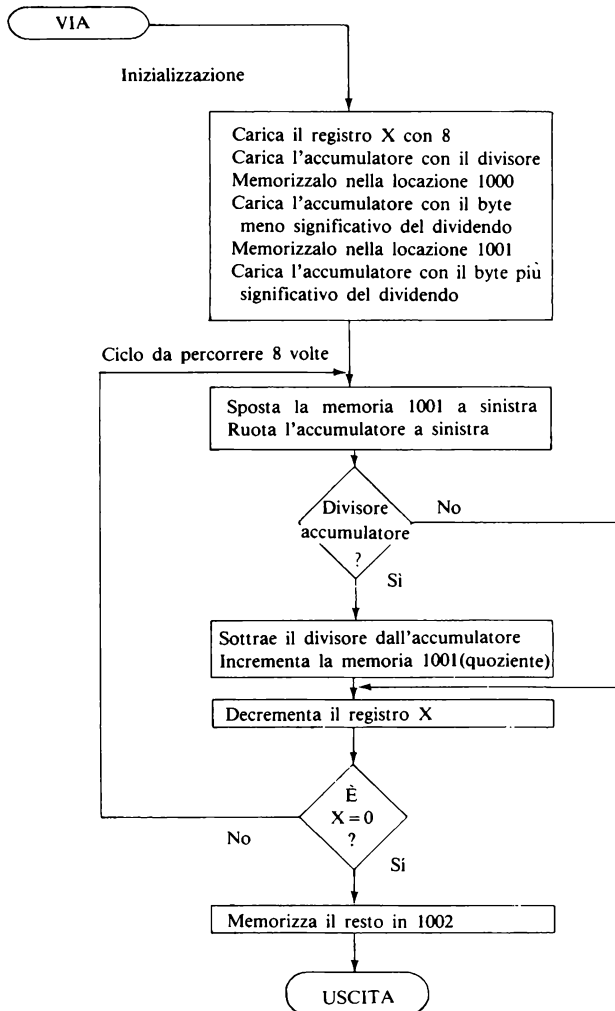 VIA
Inizializzazione
Carica il registro X con 8
Carica l'accumulatore con il divisore
Memorizzalo nella locazione 1000
Carica l'accumulatore con il byte
meno significativo del dividendo
Memorizzalo nella locazione 1001
Carica l'accumulatore con il byte più
significativo del dividendo
Ciclo da percorrere 8 volte
Sposta la memoria 1001 a sinistra
Ruota l'accumulatore a sinistra
Divisore
accumulatore
?
No
Sì
Sottrae il divisore dall'accumulatore
Incrementa la memoria 1001(quoziente)
Decrementa il registro X
È
X = 0
?
No
Sì
Memorizza il resto in 1002
USCITA